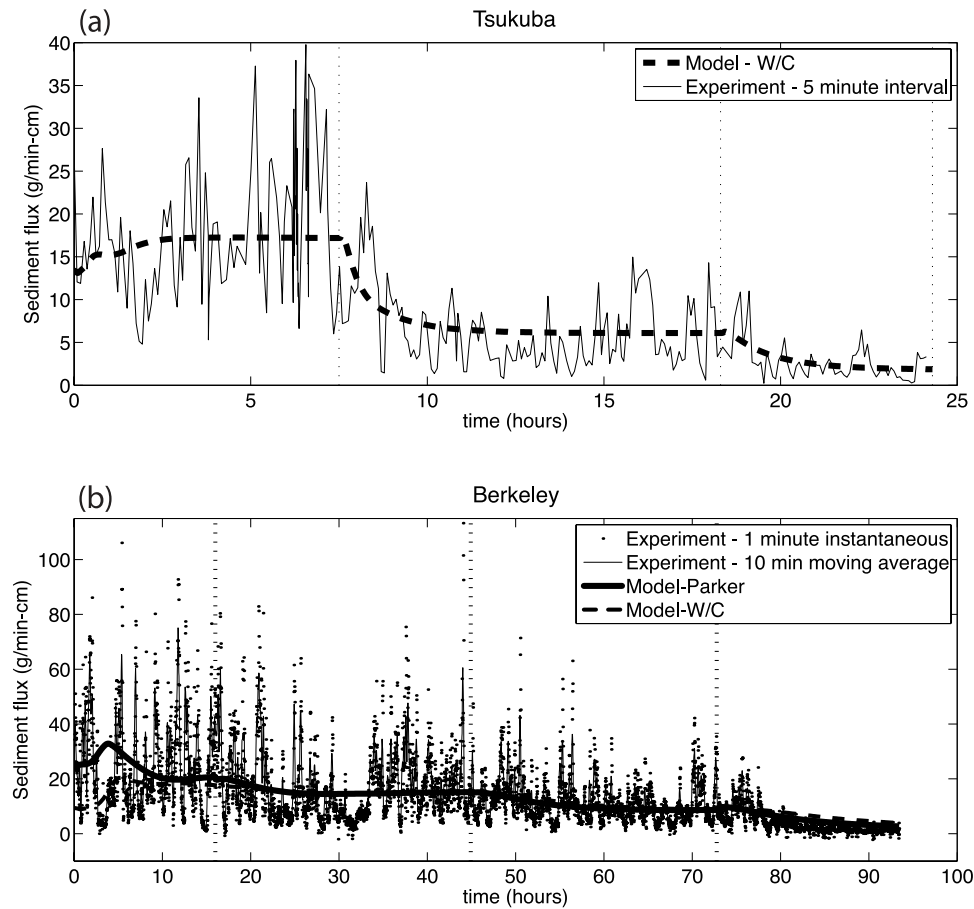 (a)
Tsukuba
40
35
30
25
20
15
10
5
0
Sediment flux (g/min-cm)
Model - W/C
Experiment - 5 minute interval
0
5
10
15
20
25
time (hours)
(b)
Berkeley
100
80
60
40
20
0
Sediment flux (g/min-cm)
Experiment - 1 minute instantaneous
Experiment - 10 min moving average
Model-Parker
Model-W/C
0
10
20
30
40
50
60
70
80
90
100
time (hours)